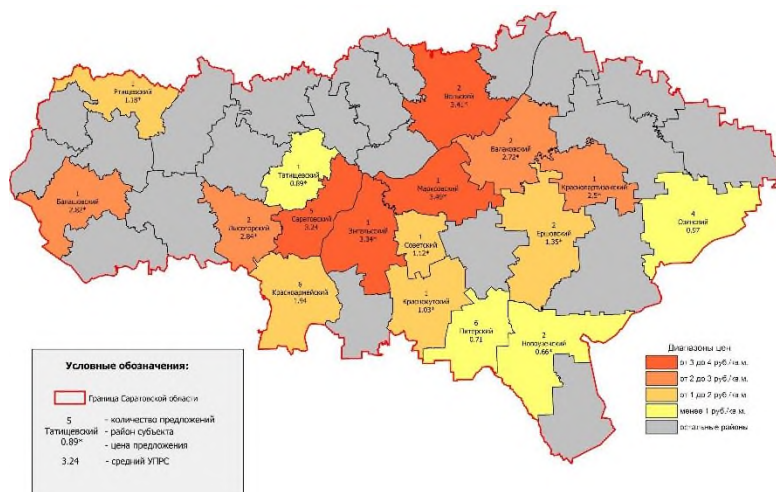 2
Вольский
3.41*
1
Ртищевский
1.18*
2
Балаковский
2.72*
1
Татищевский
0.89*
1
Марксовский
3.49*
1
Краснопартизанский
2.5*
1
Балашовский
2.82*
2
Лысогорский
2.84*
5
Саратовский
3.24
3
Энгельсский
3.34*
1
Советский
1.12*
2
Ершовский
1.35*
4
Озинский
0.97
6
Красноармейский
1.94
1
Краснокутский
1.03*
6
Питерский
0.71
2
Новоузенский
0.66*
Диапазоны цен
от 3 до 4 руб./кв.м.
от 2 до 3 руб./кв.м.
от 1 до 2 руб./кв.м.
менее 1 руб./кв.м.
остальные районы
Условные обозначения:
Граница Саратовской области
5 - количество предложений
Татищевский - район субъекта
0.89* - цена предложения
3.24 - средний УПРС